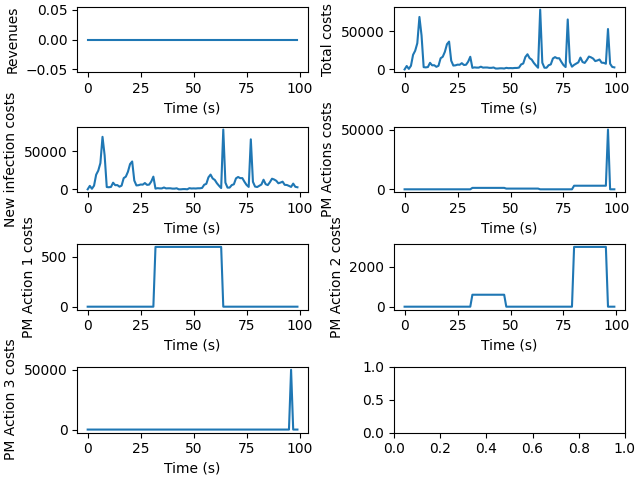 Revenues
0.05
0.00
−0.05
0 25 50 75 100
Time (s)
Total costs
50000
0
0 25 50 75 100
Time (s)
New infection costs
50000
0
0 25 50 75 100
Time (s)
PM Actions costs
50000
0
0 25 50 75 100
Time (s)
PM Action 1 costs
500
0
0 25 50 75 100
Time (s)
PM Action 2 costs
2000
0
0 25 50 75 100
Time (s)
PM Action 3 costs
50000
0
0 25 50 75 100
Time (s)
1.0
0.5
0.0
0.0 0.2 0.4 0.6 0.8 1.0